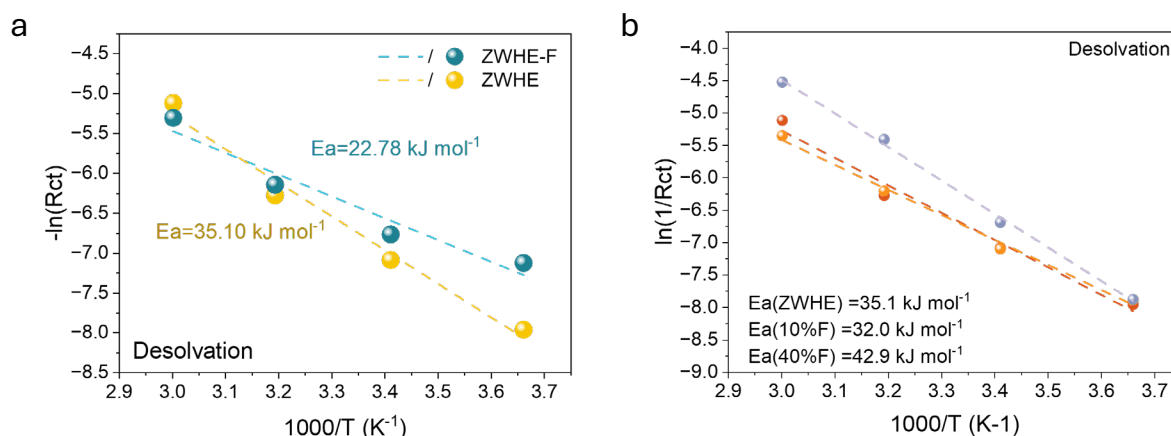 a
−4.5
−5.0
−5.5
−6.0
−6.5
−7.0
−7.5
−8.0
−8.5
-ln(Rct)
/ ZWHE-F
/ ZWHE
Ea=22.78 kJ mol⁻¹
Ea=35.10 kJ mol⁻¹
Desolvation
2.9 3.0 3.1 3.2 3.3 3.4 3.5 3.6 3.7
1000/T (K⁻¹)
b
Desolvation
−4.0
−4.5
−5.0
−5.5
−6.0
−6.5
−7.0
−7.5
−8.0
−8.5
−9.0
ln(1/Rct)
Ea(ZWHE) =35.1 kJ mol⁻¹
Ea(10%F) =32.0 kJ mol⁻¹
Ea(40%F) =42.9 kJ mol⁻¹
2.9 3.0 3.1 3.2 3.3 3.4 3.5 3.6 3.7
1000/T (K-1)